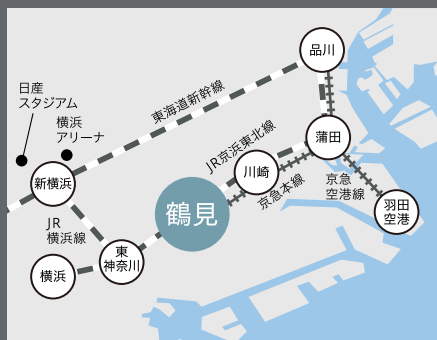 品川
日産
スタジアム
東海道新幹線
横浜
アリーナ
JR京浜東北線
蒲田
川崎
新横浜
京急本線
京急
空港線
鶴見
羽田
空港
JR
横浜線
東
神奈川
横浜